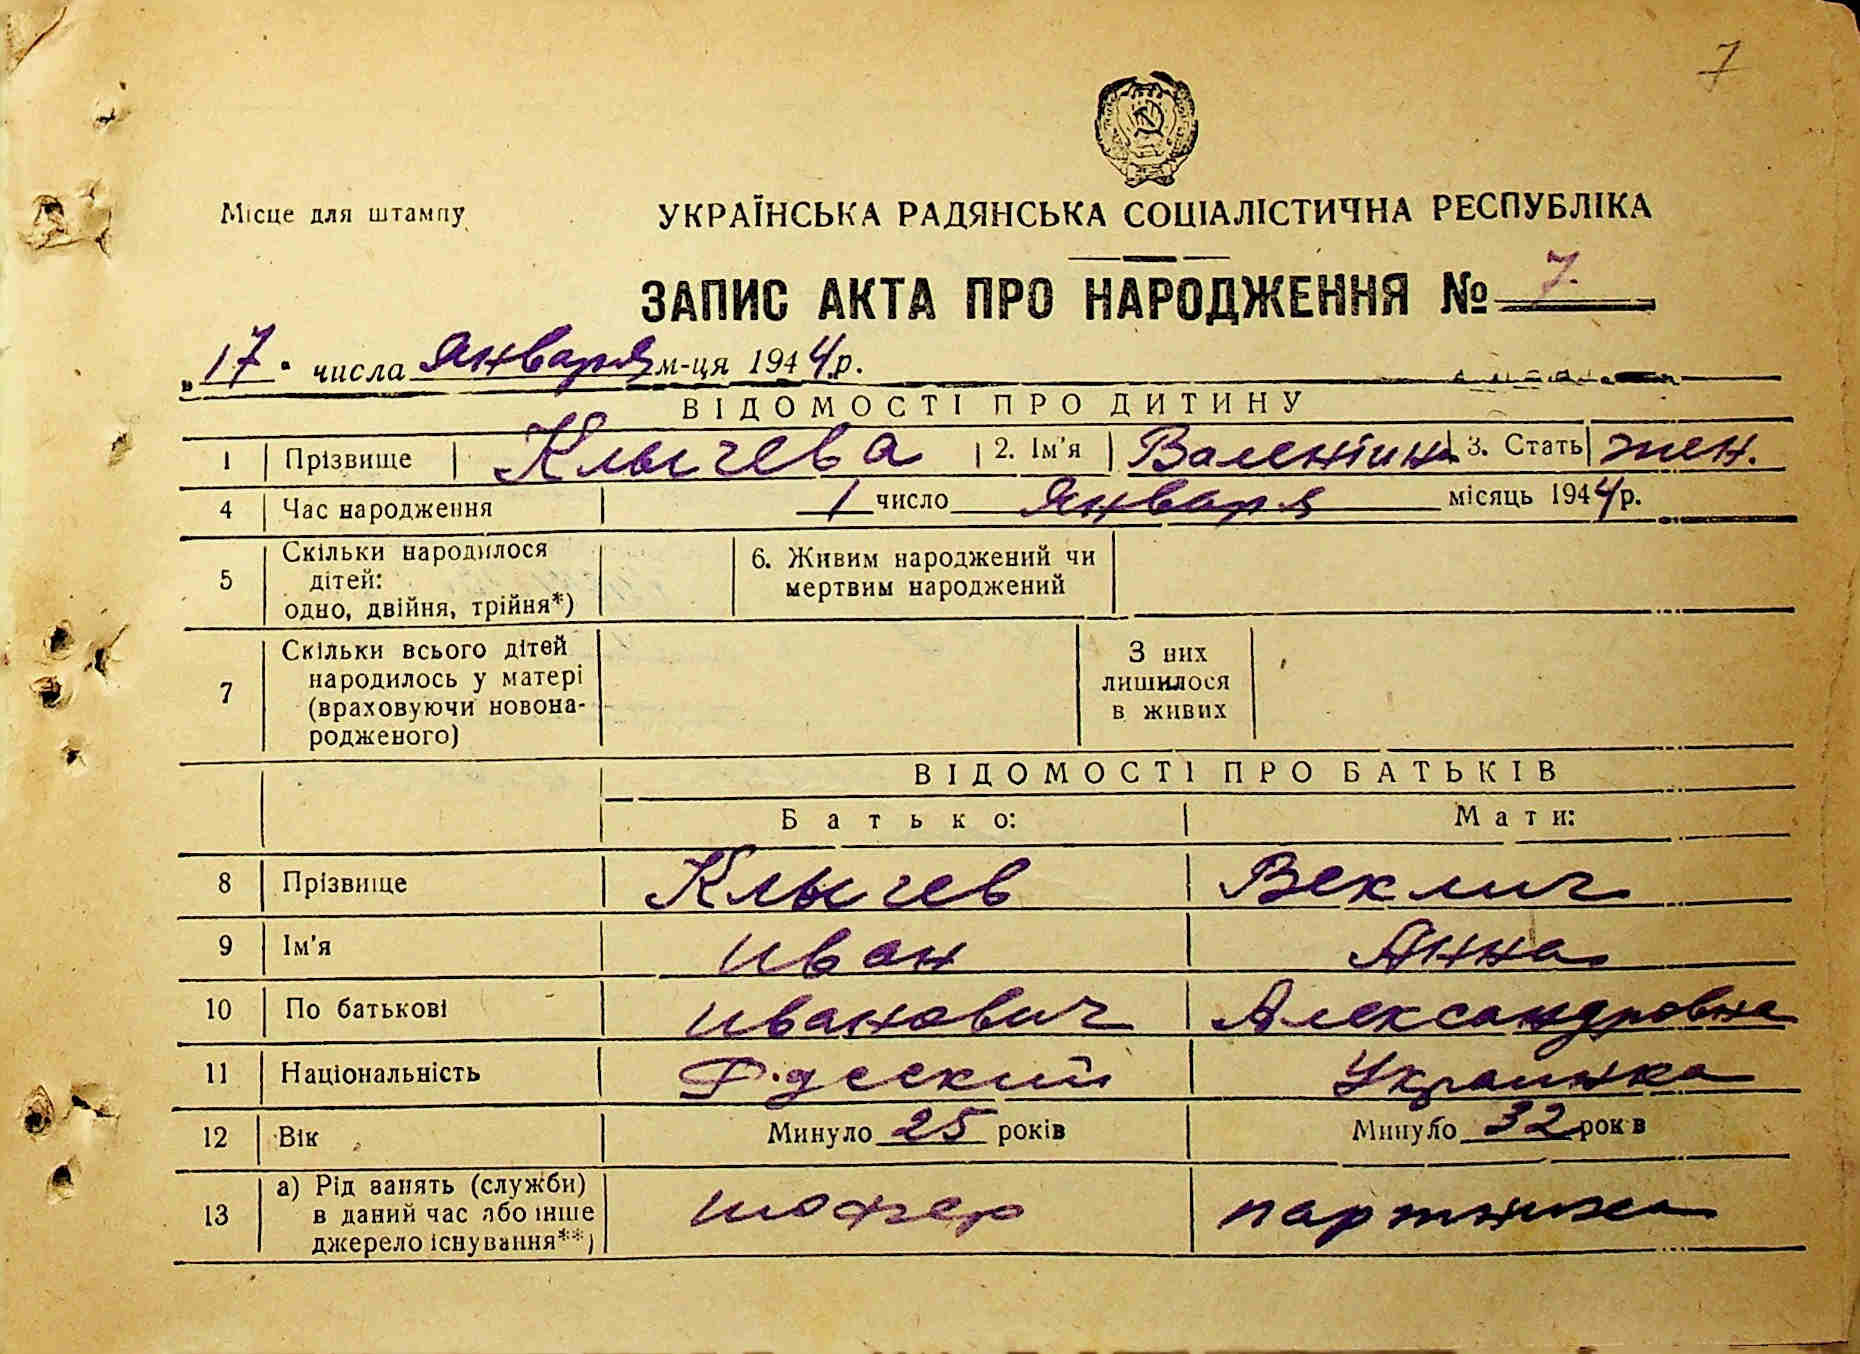 7
Місце для штампу
УКРАЇНСЬКА РАДЯНСЬКА СОЦІАЛІСТИЧНА РЕСПУБЛІКА
ЗАПИС АКТА ПРО НАРОДЖЕННЯ № 7.
„17" числа Января м-ця 1944 р.
ВІДОМОСТІ ПРО ДИТИНУ
1 Прізвище Клычева 2. Ім'я Валентина 3. Стать жен.
4 Час народження 1 число Января місяць 1944 р.
5 Скільки народилося
дітей:
одно, двійня, трійня*)
6. Живим народжений чи
мертвим народжений
7 Скільки всього дітей
народилось у матері
(враховуючи новона-
родженого)
З них
лишилося
в живих
ВІДОМОСТІ ПРО БАТЬКІВ
Батько: Мати:
8 Прізвище Клычев Веклич
9 Ім'я Иван Анна
10 По батькові Иванович Александровна
11 Національність Русский Украинка
12 Вік Минуло 25 років Минуло 32 рок в
13 а) Рід занять (служби)
в даний час або інше
джерело існування**)
шофер